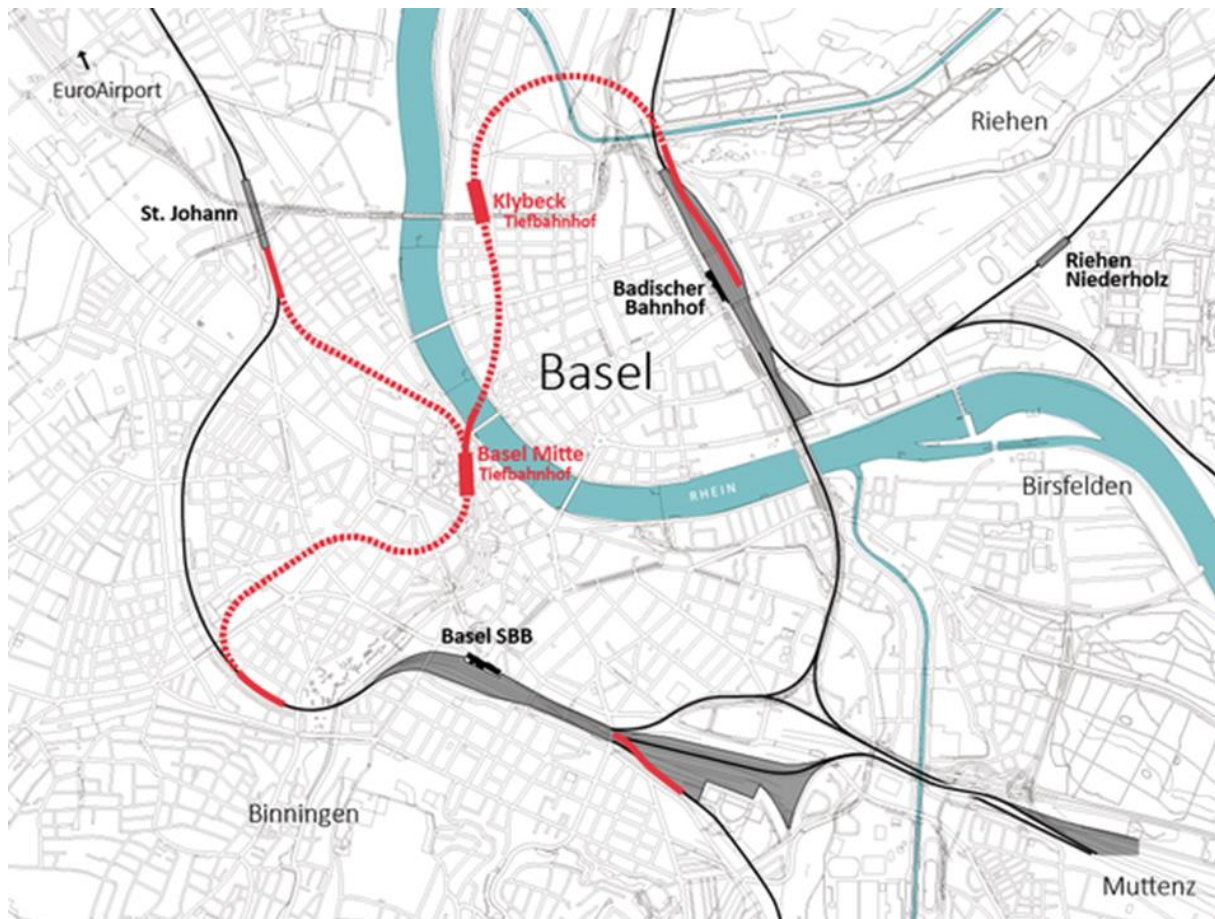 EuroAirport
Riehen
St. Johann
Klybeck
Tiefbahnhof
Riehen
Niederholz
Badischer
Bahnhof
Basel
Basel Mitte
Tiefbahnhof
RHEIN
Birsfelden
Basel SBB
Binningen
Muttenz